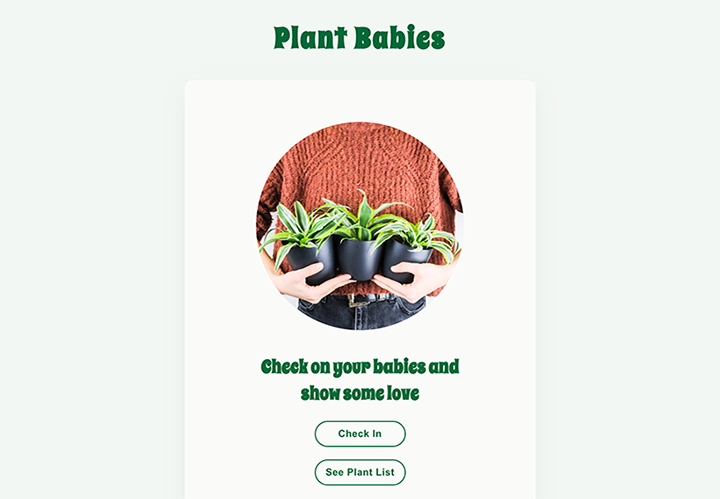 Plant Babies
Check on your babies and
show some love
Check In
See Plant List